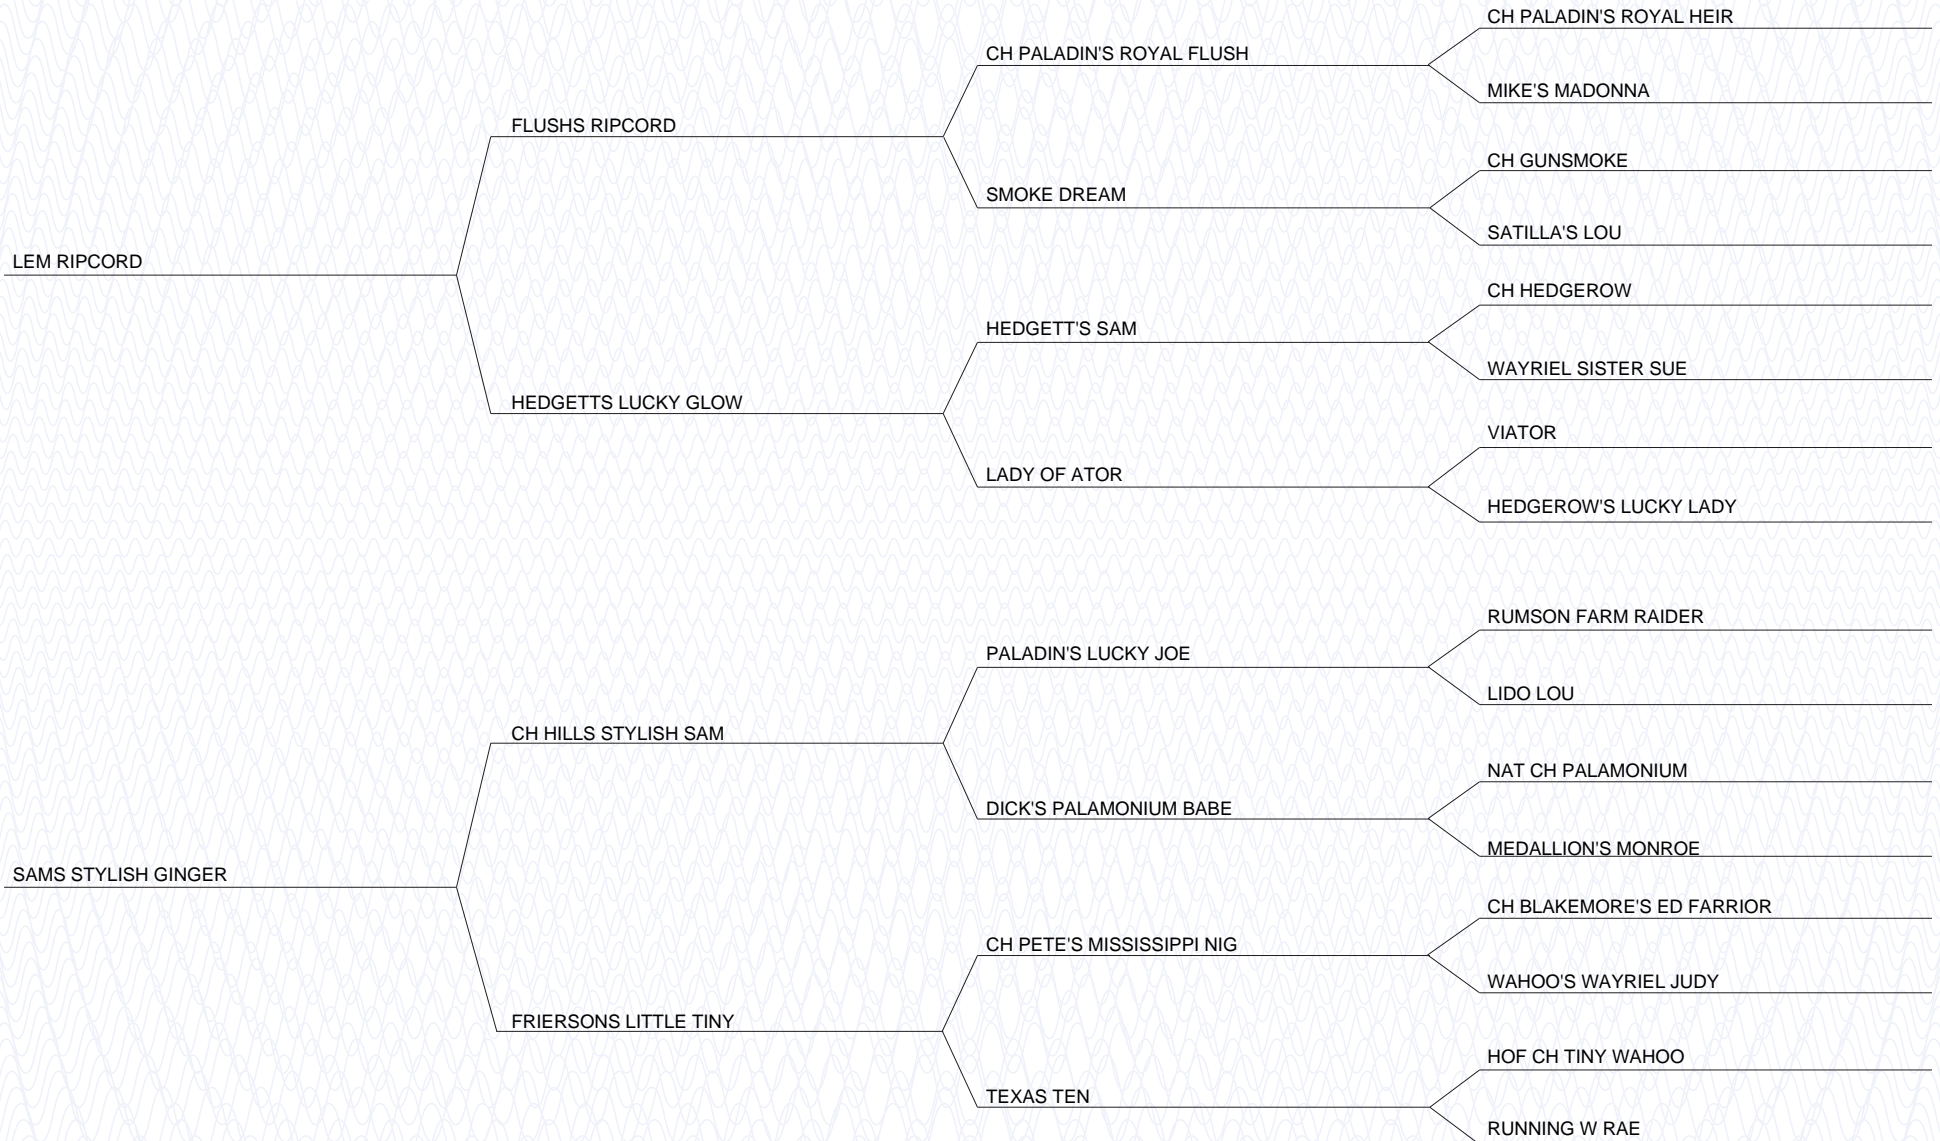 CH PALADIN'S ROYAL HEIR
CH PALADIN'S ROYAL FLUSH
MIKE'S MADONNA
FLUSHS RIPCORD
CH GUNSMOKE
SMOKE DREAM
SATILLA'S LOU
LEM RIPCORD
CH HEDGEROW
HEDGETT'S SAM
WAYRIEL SISTER SUE
HEDGETTS LUCKY GLOW
VIATOR
LADY OF ATOR
HEDGEROW'S LUCKY LADY
RUMSON FARM RAIDER
PALADIN'S LUCKY JOE
LIDO LOU
CH HILLS STYLISH SAM
NAT CH PALAMONIUM
DICK'S PALAMONIUM BABE
MEDALLION'S MONROE
SAMS STYLISH GINGER
CH BLAKEMORE'S ED FARRIOR
CH PETE'S MISSISSIPPI NIG
WAHOO'S WAYRIEL JUDY
FRIERSONS LITTLE TINY
HOF CH TINY WAHOO
TEXAS TEN
RUNNING W RAE